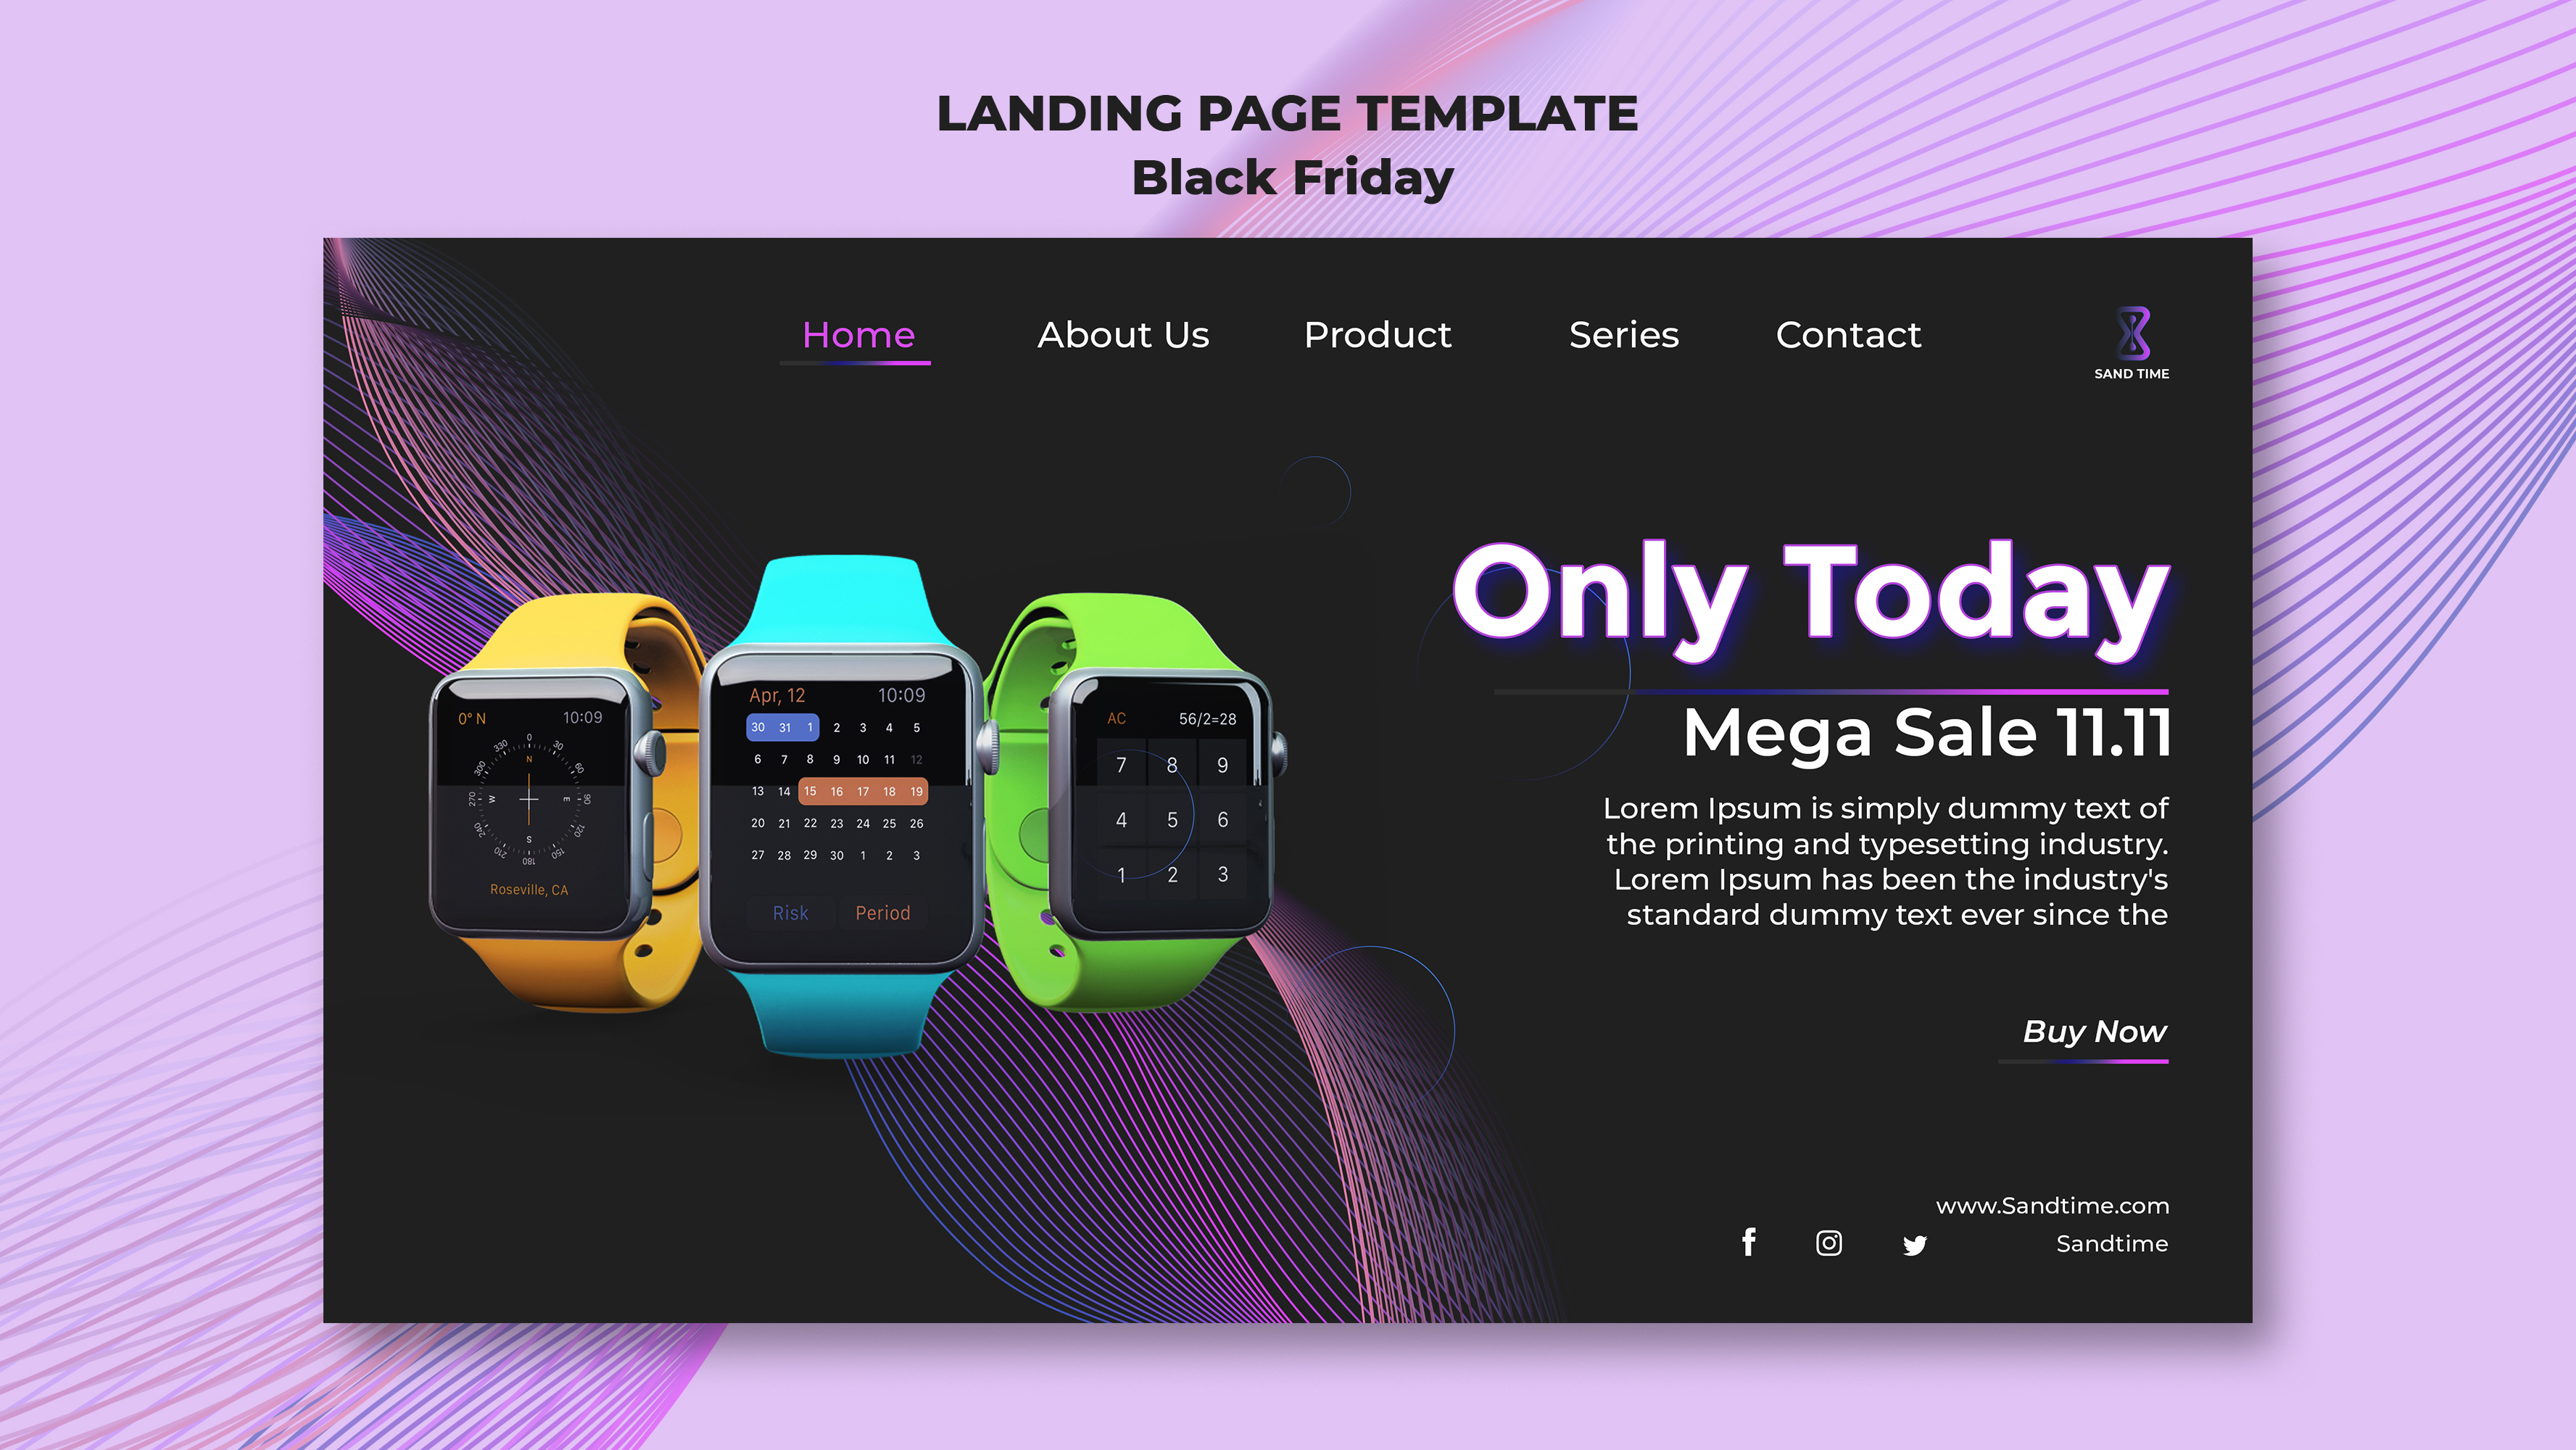 LANDING PAGE TEMPLATE
Black Friday
Home About Us Product Series Contact
SAND TIME
Only Today
Mega Sale 11.11
Lorem Ipsum is simply dummy text of
the printing and typesetting industry.
Lorem Ipsum has been the industry's
standard dummy text ever since the
Buy Now
www.Sandtime.com
Sandtime
0° N 10:09
0
330 30
N
300 60
270 W E 90
240 120
S
210 150
180
Roseville, CA
Apr, 12 10:09
30 31 1 2 3 4 5
6 7 8 9 10 11 12
13 14 15 16 17 18 19
20 21 22 23 24 25 26
27 28 29 30 1 2 3
Risk Period
AC 56/2=28
7 8 9
4 5 6
1 2 3